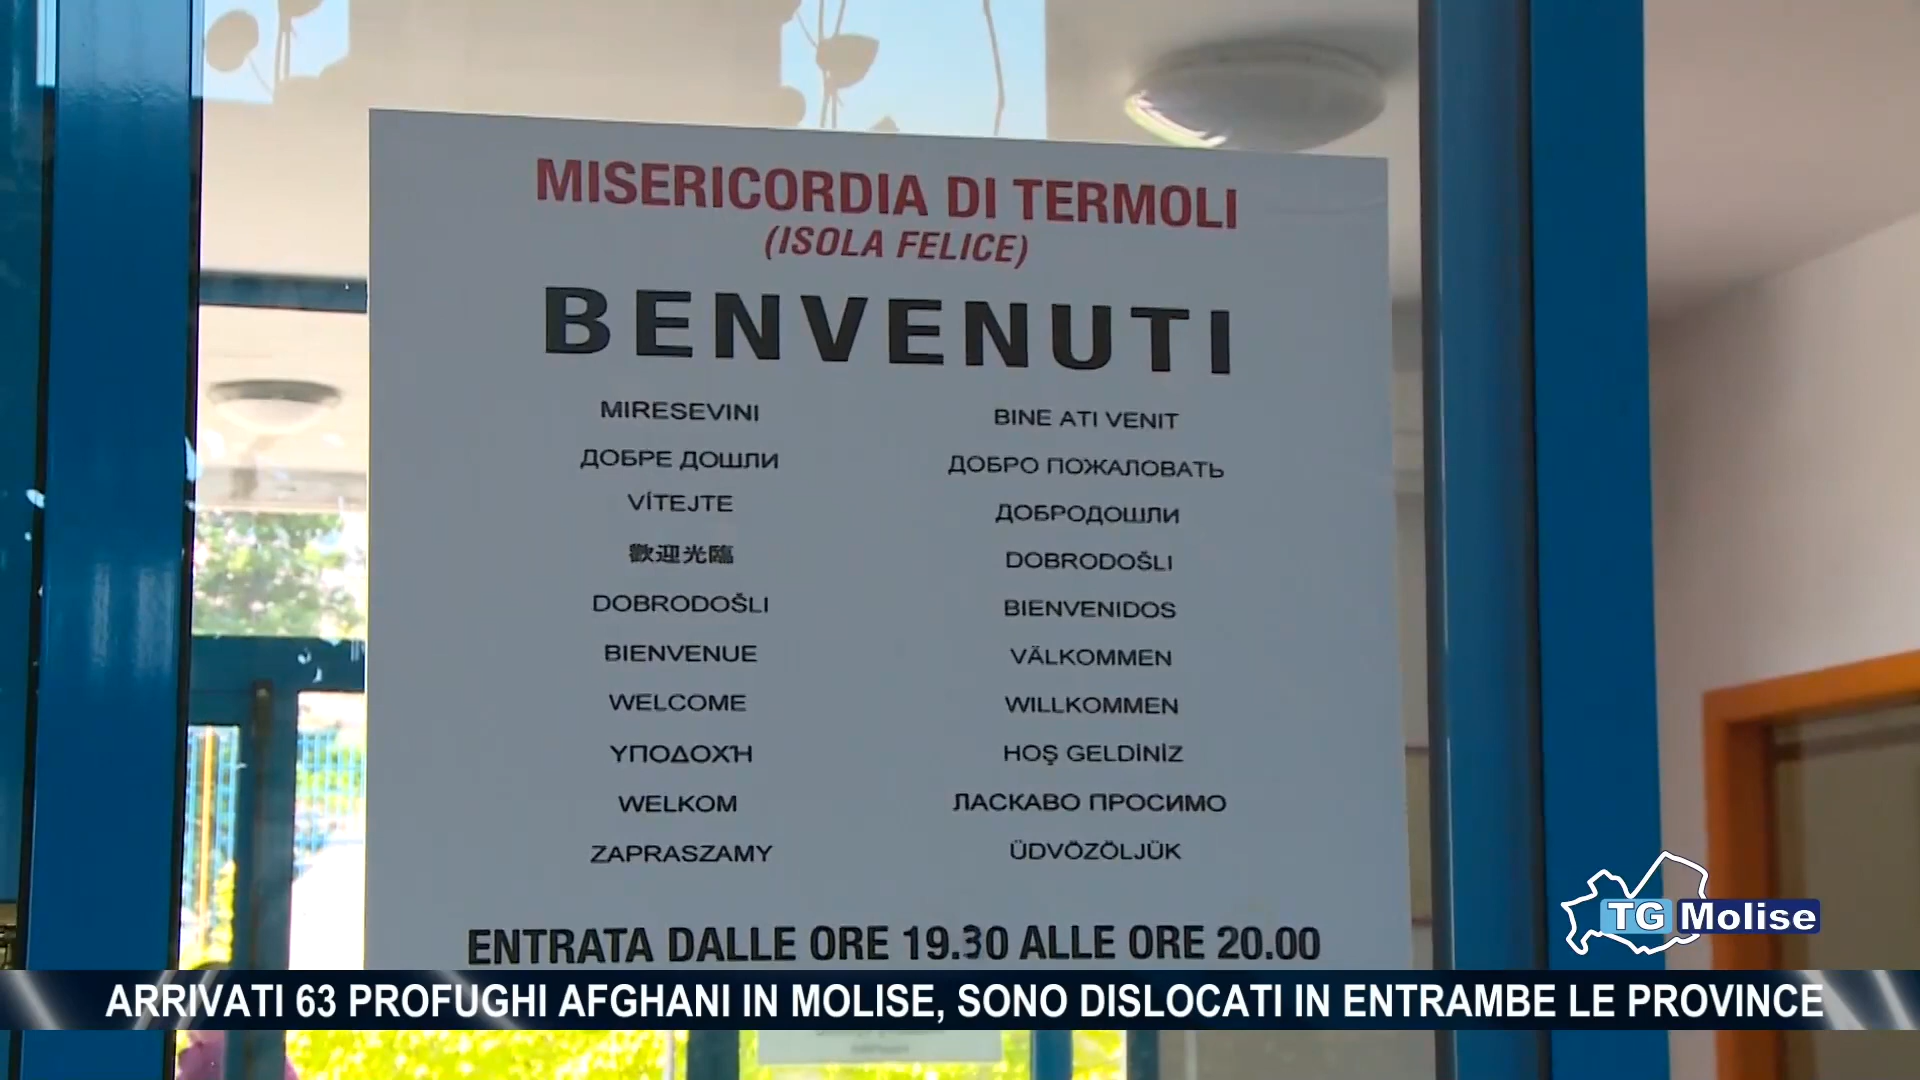 MISERICORDIA DI TERMOLI
(ISOLA FELICE)
BENVENUTI
MIRESEVINI
ДОБРЕ ДОШЛИ
VÍTEJTE
歡迎光臨
DOBRODOŠLI
BIENVENUE
WELCOME
ΥΠΟΔΟΧΉ
WELKOM
ZAPRASZAMY
BINE ATI VENIT
ДОБРО ПОЖАЛОВАТЬ
ДОБРОДОШЛИ
DOBRODOŠLI
BIENVENIDOS
VÄLKOMMEN
WILLKOMMEN
HOŞ GELDİNİZ
ЛАСКАВО ПРОСИМО
ÜDVÖZÖLJÜK
ENTRATA DALLE ORE 19.30 ALLE ORE 20.00
TG Molise
ARRIVATI 63 PROFUGHI AFGHANI IN MOLISE, SONO DISLOCATI IN ENTRAMBE LE PROVINCE